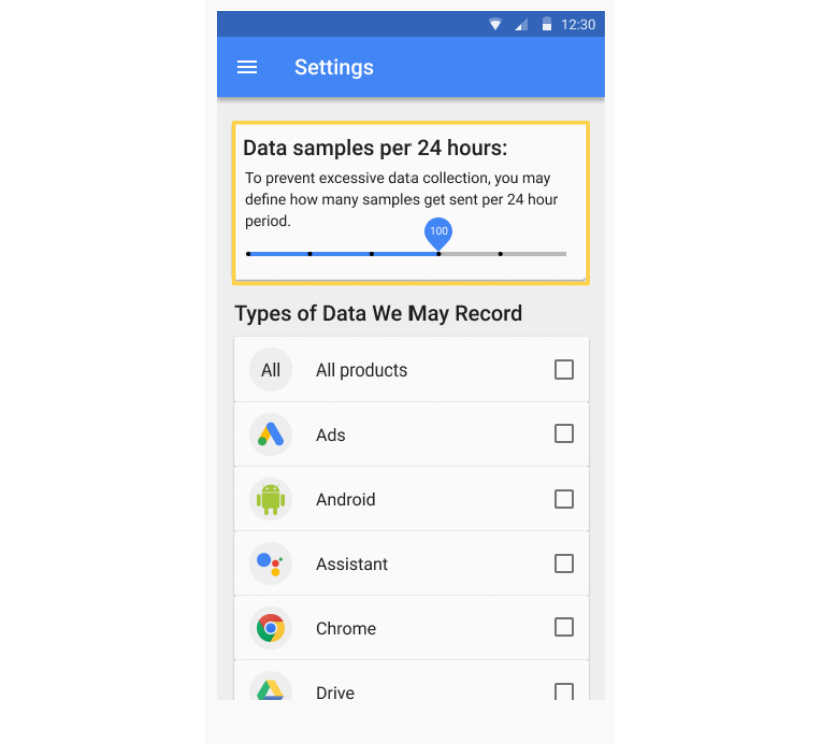 12:30
Settings
Data samples per 24 hours:
To prevent excessive data collection, you may
define how many samples get sent per 24 hour
period.
100
Types of Data We May Record
All All products
Ads
Android
Assistant
Chrome
Drive